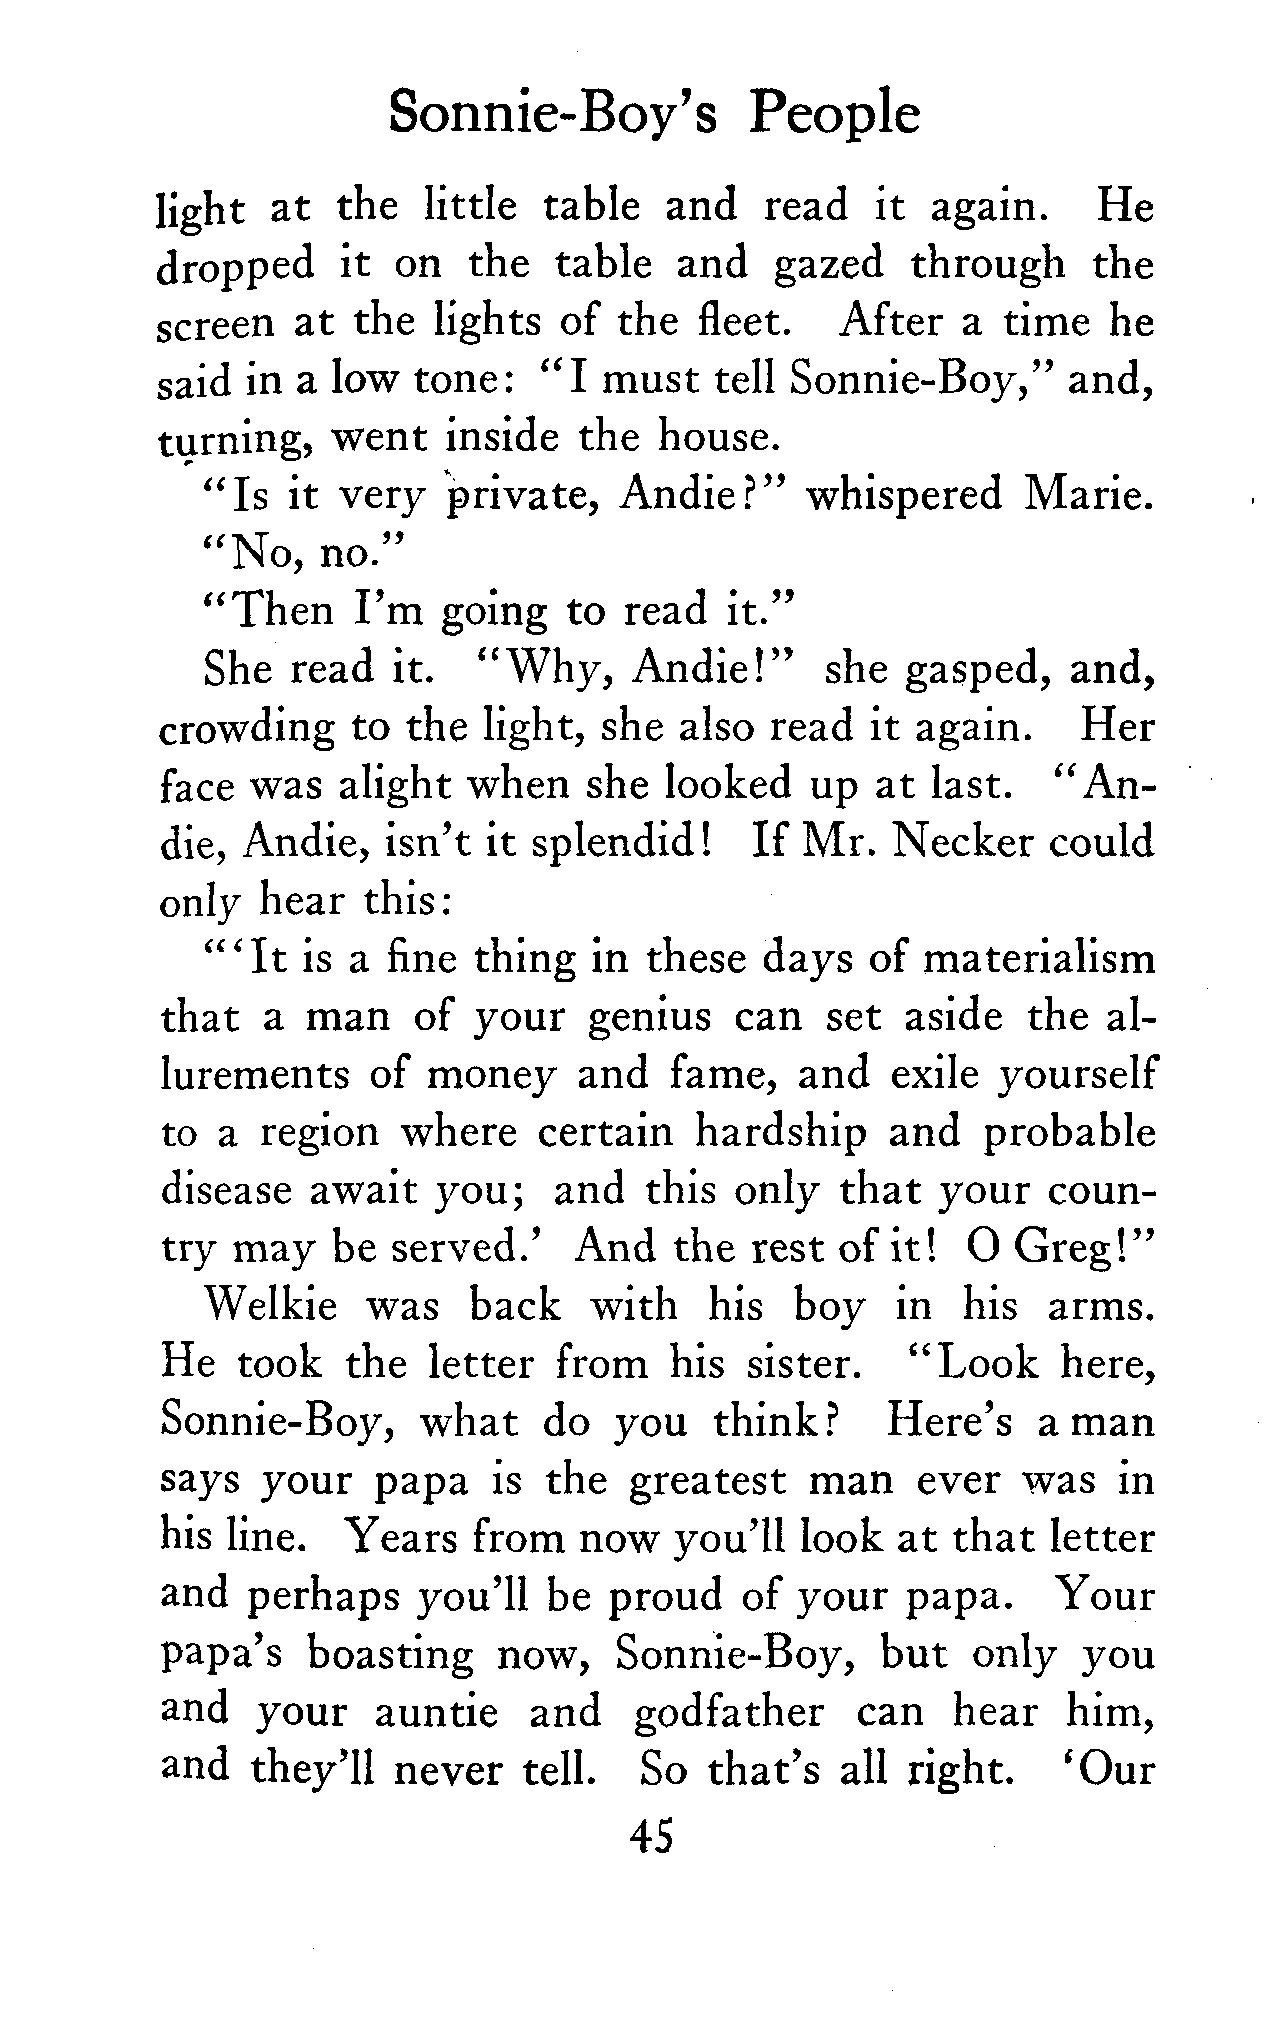 Sonnie-Boy's People
light at the little table and read it again. He
dropped it on the table and gazed through the
screen at the lights of the fleet. After a time he
said in a low tone: "I must tell Sonnie-Boy," and,
turning, went inside the house.
"Is it very private, Andie?" whispered Marie.
"No, no."
"Then I'm going to read it."
She read it. "Why, Andie!" she gasped, and,
crowding to the light, she also read it again. Her
face was alight when she looked up at last. "An-
die, Andie, isn't it splendid! If Mr. Necker could
only hear this:
"'It is a fine thing in these days of materialism
that a man of your genius can set aside the al-
lurements of money and fame, and exile yourself
to a region where certain hardship and probable
disease await you; and this only that your coun-
try may be served.' And the rest of it! O Greg!"
Welkie was back with his boy in his arms.
He took the letter from his sister. "Look here,
Sonnie-Boy, what do you think? Here's a man
says your papa is the greatest man ever was in
his line. Years from now you'll look at that letter
and perhaps you'll be proud of your papa. Your
papa's boasting now, Sonnie-Boy, but only you
and your auntie and godfather can hear him,
and they'll never tell. So that's all right. 'Our
45